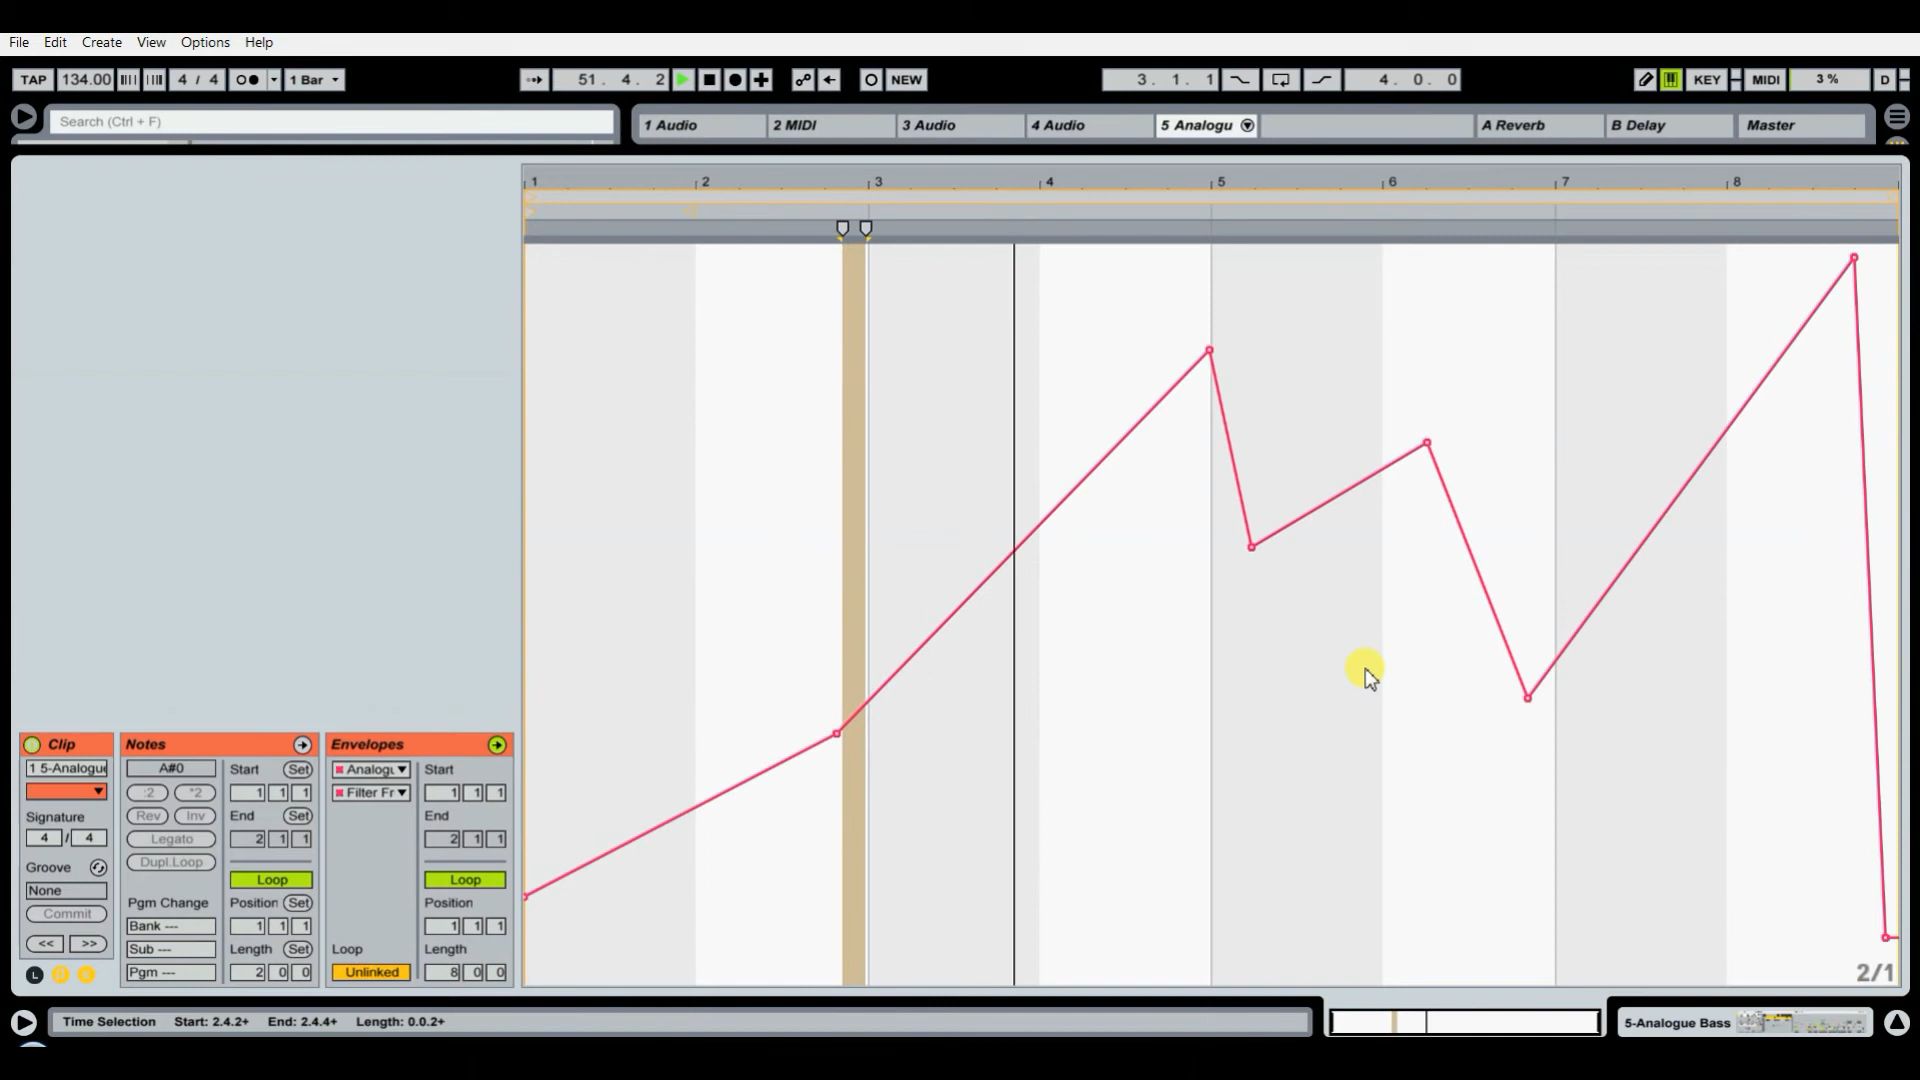 File Edit Create View Options Help
TAP 134.00 4 / 4 1 Bar 51. 4. 2 NEW 3. 1. 1 4. 0. 0 KEY MIDI 3 % D
Search (Ctrl + F) 1 Audio 2 MIDI 3 Audio 4 Audio 5 Analogu A Reverb B Delay Master
1 2 3 4 5 6 7 8
Clip Notes Envelopes
1 5-Analogu A#0 Start Set Analogu Start
:2 *2 1 1 1 Filter Fr 1 1 1
Signature Rev Inv End Set End
4 / 4 Legato 2 1 1 2 1 1
Groove Dupl.Loop
None Loop Loop
Commit Pgm Change Position Set Position
Bank --- 1 1 1 1 1 1
<< >> Sub --- Length Set Loop Length
L Pgm --- 2 0 0 Unlinked 8 0 0
2/1
Time Selection Start: 2.4.2+ End: 2.4.4+ Length: 0.0.2+ 5-Analogue Bass